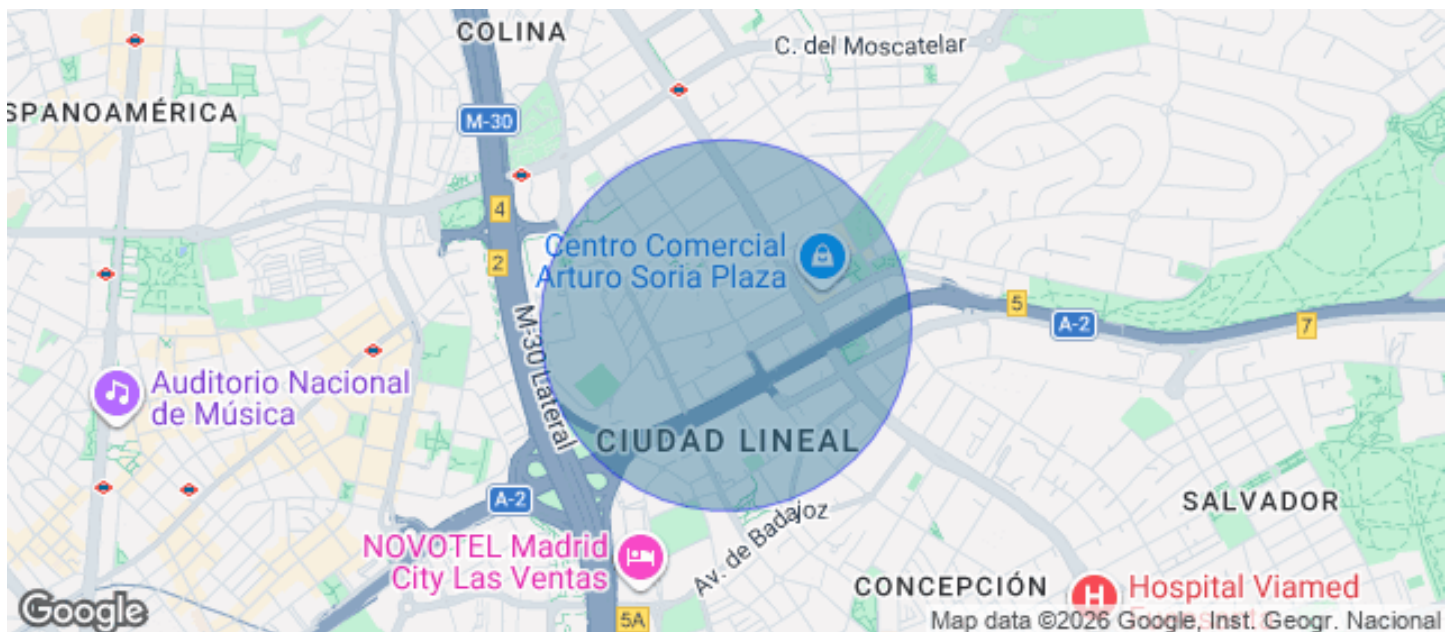 COLINA
C. del Moscatelar
SPANOAMÉRICA
M-30
4
Centro Comercial
Arturo Soria Plaza
2
5
A-2
7
M-30 Lateral
Auditorio Nacional
de Música
CIUDAD LINEAL
A-2
SALVADOR
Av. de Badajoz
NOVOTEL Madrid
City Las Ventas
CONCEPCIÓN
H
Hospital Viamed
Google
5A
Map data ©2026 Google, Inst. Geogr. Nacional